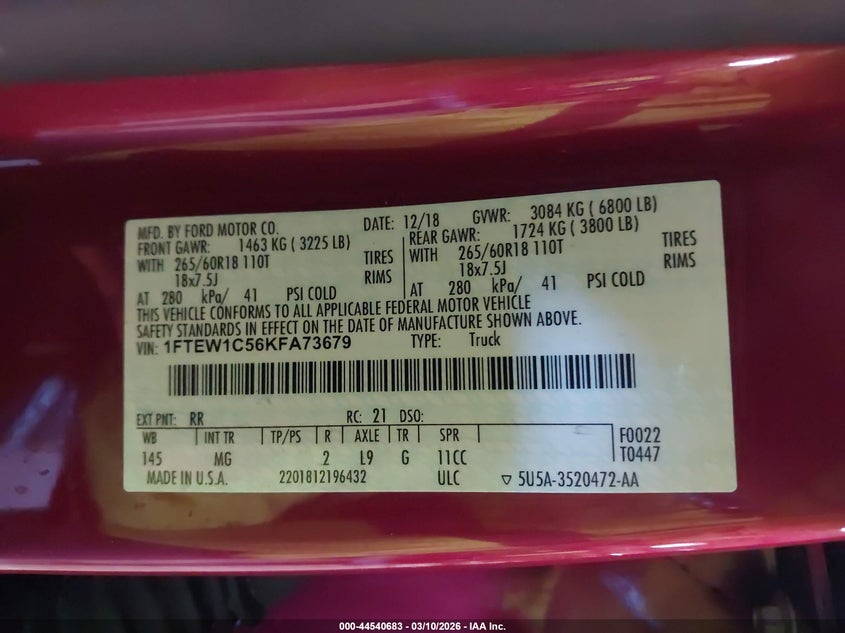 MFD. BY FORD MOTOR CO. DATE: 12/18 GVWR: 3084 KG ( 6800 LB)
FRONT GAWR: 1463 KG ( 3225 LB) REAR GAWR: 1724 KG ( 3800 LB)
WITH 265/60R18 110T TIRES WITH 265/60R18 110T TIRES
18x7.5J RIMS 18x7.5J RIMS
AT 280 kPa/ 41 PSI COLD AT 280 kPa/ 41 PSI COLD
THIS VEHICLE CONFORMS TO ALL APPLICABLE FEDERAL MOTOR VEHICLE
SAFETY STANDARDS IN EFFECT ON THE DATE OF MANUFACTURE SHOWN ABOVE.
VIN: 1FTEW1C56KFA73679 TYPE: Truck
EXT PNT: RR RC: 21 DSO:
WB INT TR TP/PS R AXLE TR SPR F0022
145 MG 2 L9 G 11CC T0447
MADE IN U.S.A. 2201812196432 ULC ▽ 5U5A-3520472-AA
000-44540683 - 03/10/2026 - IAA Inc.